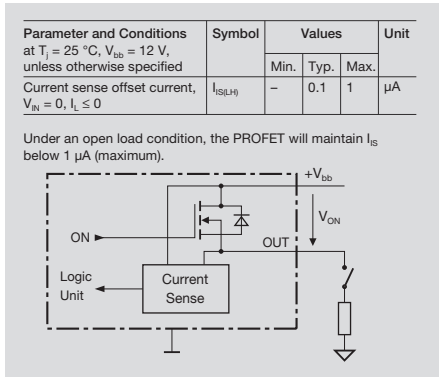 Parameter and Conditions Symbol Values Unit
at Tj = 25 °C, Vbb = 12 V,
unless otherwise specified Min. Typ. Max.
Current sense offset current, IIS(LH) – 0.1 1 µA
VIN = 0, IL ≤ 0
Under an open load condition, the PROFET will maintain IIS
below 1 µA (maximum).
+Vbb
VON
ON
OUT
Logic
Unit
Current
Sense